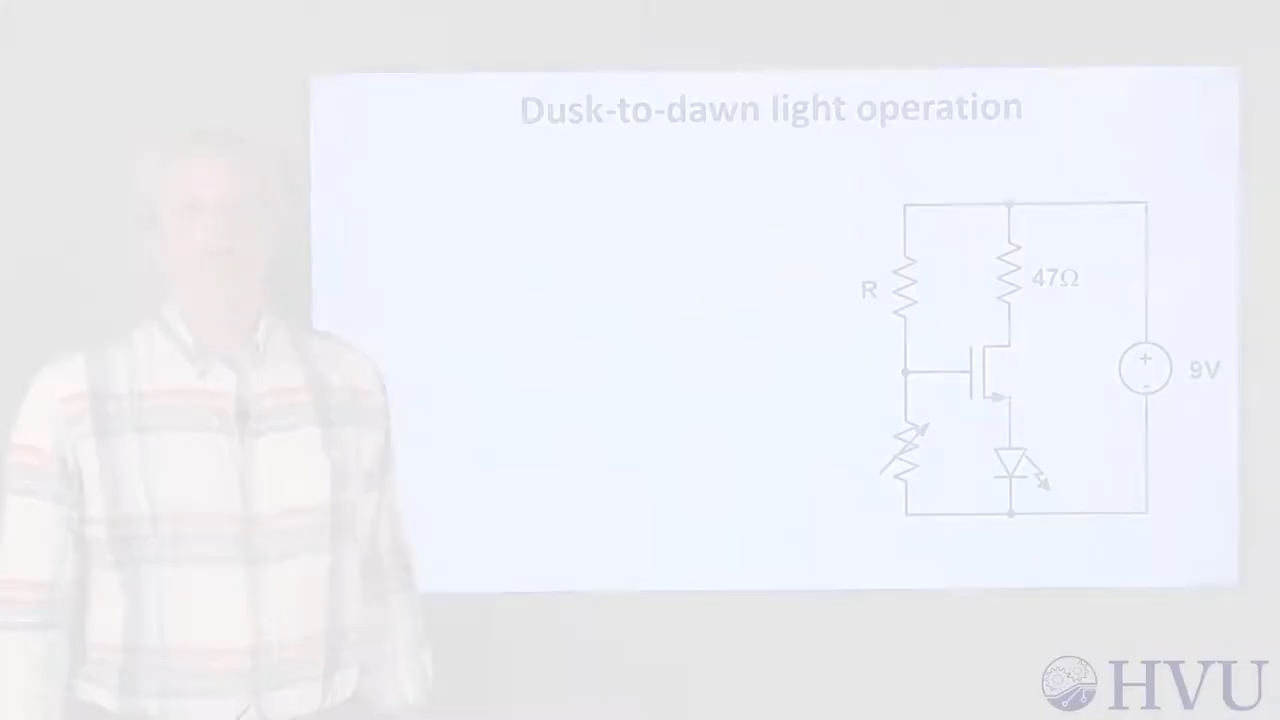 Dusk-to-dawn light operation
R
47Ω
+
-
9V
HVU